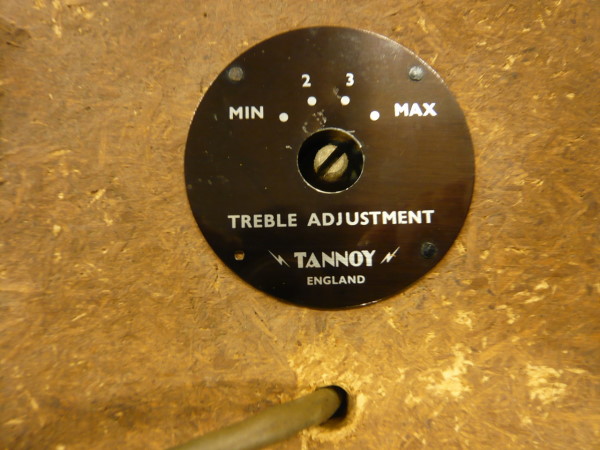 2 3
MIN MAX
TREBLE ADJUSTMENT
TANNOY
ENGLAND